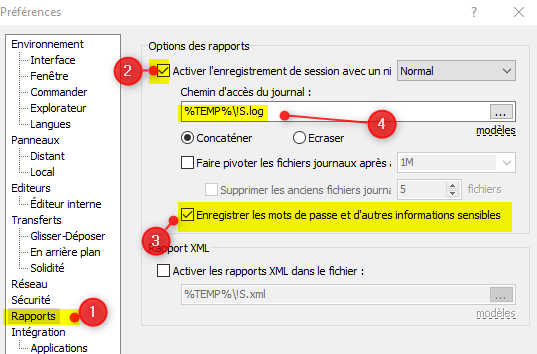 Préférences
Environnement
Interface
Fenêtre
Commander
Explorateur
Langues
Panneaux
Distant
Local
Editeurs
Éditeur interne
Transferts
Glisser-Déposer
En arrière plan
Solidité
Réseau
Sécurité
Rapports
Intégration
Applications
1
Options des rapports
2
Activer l'enregistrement de session avec un ni
Normal
Chemin d'accès du journal :
%TEMP%\!S.log
...
4
modèles
Concaténer
Ecraser
Faire pivoter les fichiers journaux après
1M
Supprimer les anciens fichiers journa
5
fichiers
3
Enregistrer les mots de passe et d'autres informations sensibles
Rapport XML
Activer les rapports XML dans le fichier :
%TEMP%\!S.xml
...
modèles